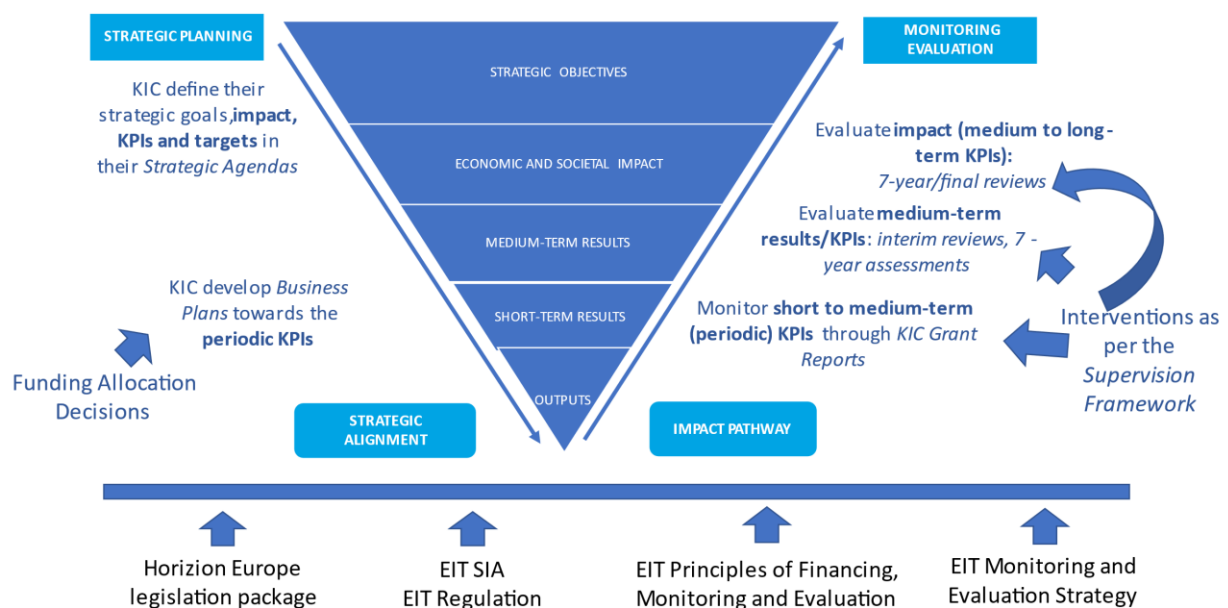 STRATEGIC PLANNING
KIC define their
strategic goals,impact,
KPIs and targets in
their Strategic Agendas
KIC develop Business
Plans towards the
periodic KPIs
Funding Allocation
Decisions
STRATEGIC
ALIGNMENT
STRATEGIC OBJECTIVES
ECONOMIC AND SOCIETAL IMPACT
MEDIUM-TERM RESULTS
SHORT-TERM RESULTS
OUTPUTS
IMPACT PATHWAY
MONITORING
EVALUATION
Evaluate impact (medium to long-
term KPIs):
7-year/final reviews
Evaluate medium-term
results/KPIs: interim reviews, 7 -
year assessments
Monitor short to medium-term
(periodic) KPIs through KIC Grant
Reports
Interventions as
per the
Supervision
Framework
Horizion Europe
legislation package
EIT SIA
EIT Regulation
EIT Principles of Financing,
Monitoring and Evaluation
EIT Monitoring and
Evaluation Strategy